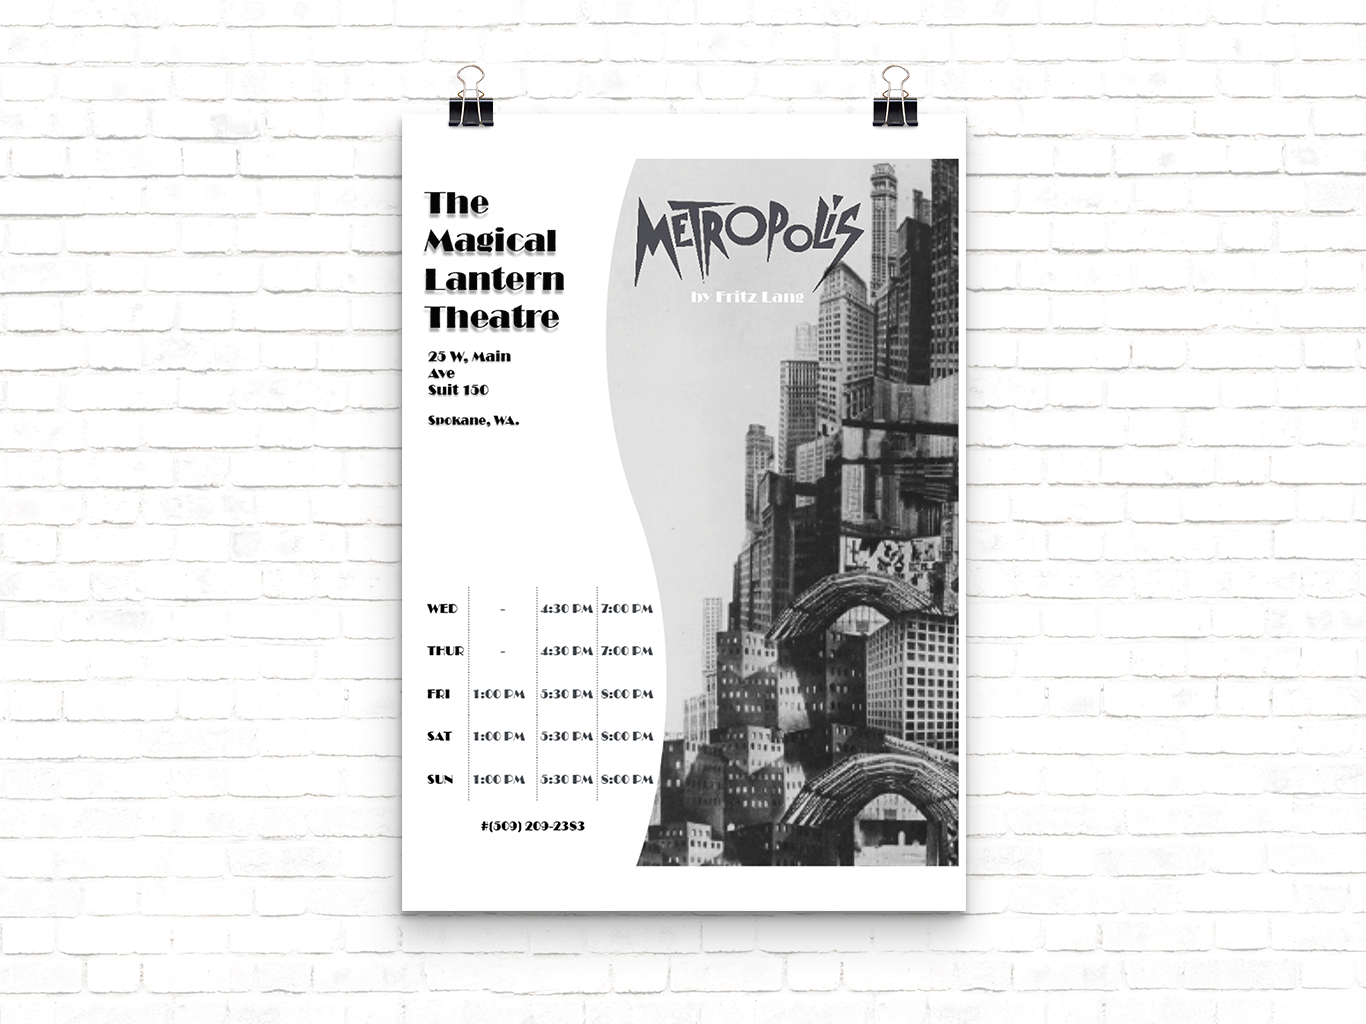 The
Magical
Lantern
Theatre
25 W, Main
Ave
Suit 150
Spokane, WA.
METROPOLiS
by Fritz Lang
WED - 4:30 PM 7:00 PM
THUR - 4:30 PM 7:00 PM
FRI 1:00 PM 5:30 PM 8:00 PM
SAT 1:00 PM 5:30 PM 8:00 PM
SUN 1:00 PM 5:30 PM 8:00 PM
#(509) 209-2383